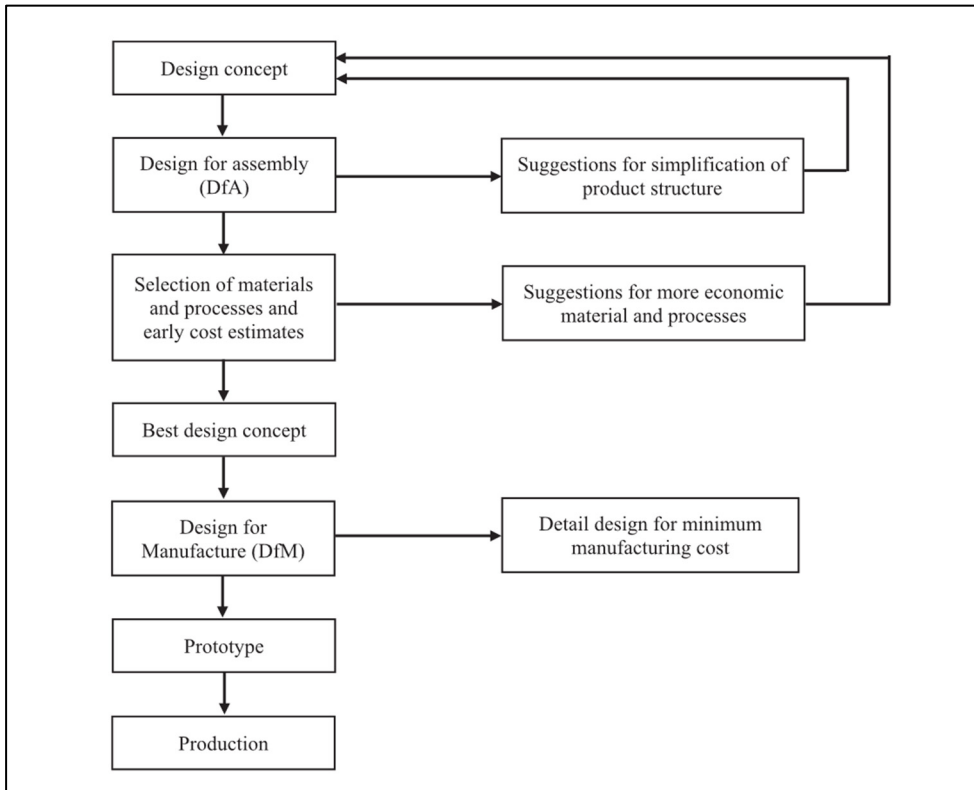 Design concept
Design for assembly
(DfA)
Suggestions for simplification of
product structure
Selection of materials
and processes and
early cost estimates
Suggestions for more economic
material and processes
Best design concept
Design for
Manufacture (DfM)
Detail design for minimum
manufacturing cost
Prototype
Production